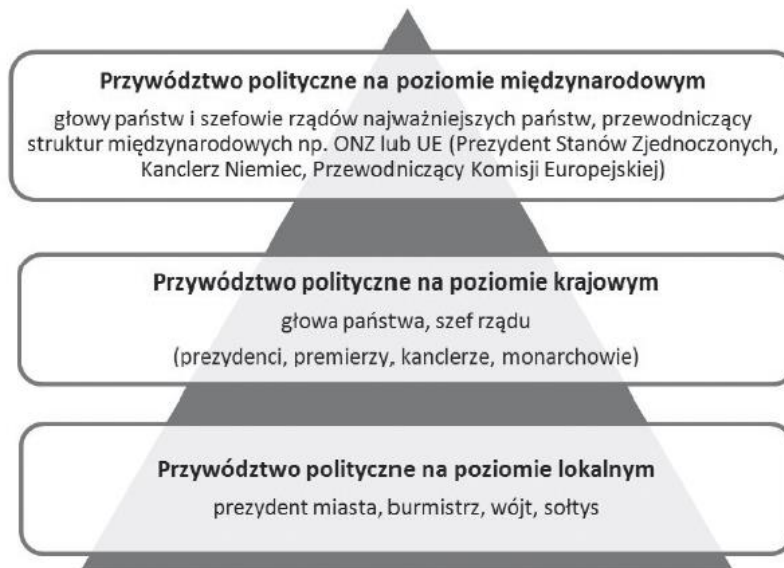 Przywództwo polityczne na poziomie międzynarodowym
głowy państw i szefowie rządów najważniejszych państw, przewodniczący
struktur międzynarodowych np. ONZ lub UE (Prezydent Stanów Zjednoczonych,
Kanclerz Niemiec, Przewodniczący Komisji Europejskiej)
Przywództwo polityczne na poziomie krajowym
głowa państwa, szef rządu
(prezydenci, premierzy, kanclerze, monarchowie)
Przywództwo polityczne na poziomie lokalnym
prezydent miasta, burmistrz, wójt, sołtys